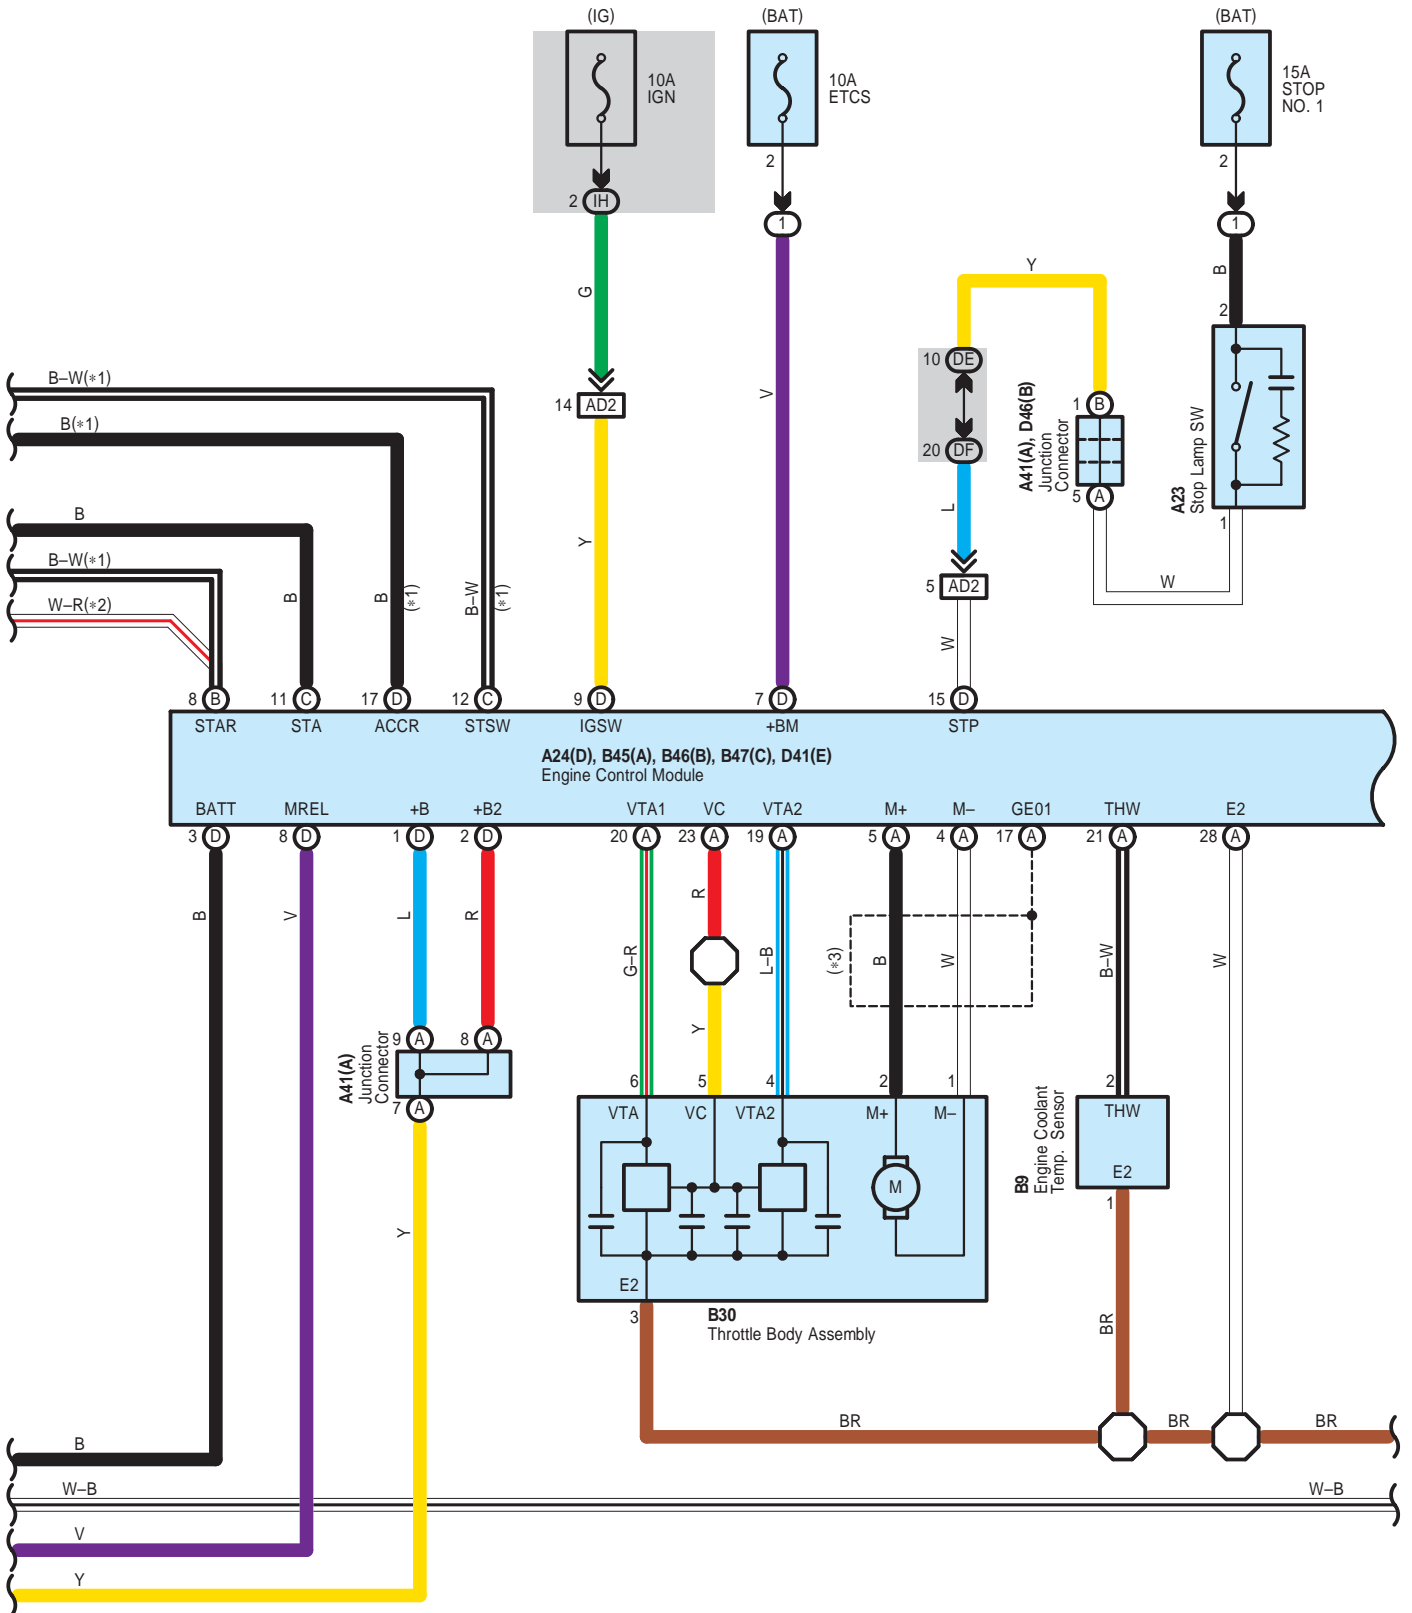 (IG)
(BAT)
(BAT)
10A
IGN
10A
ETCS
15A
STOP
NO. 1
2
IH
2
1
2
1
G
Y
B
2
B–W(∗1)
B(∗1)
14
AD2
V
10
DE
20
DF
1
B
5
A
A41(A), D46(B)
Junction
Connector
A23
Stop Lamp SW
1
B
B–W(∗1)
W–R(∗2)
B
B
(∗1)
B–W
(∗1)
Y
L
5
AD2
W
W
8
B
11
C
17
D
12
C
9
D
7
D
15
D
STAR
STA
ACCR
STSW
IGSW
+BM
STP
A24(D), B45(A), B46(B), B47(C), D41(E)
Engine Control Module
BATT
MREL
+B
+B2
VTA1
VC
VTA2
M+
M–
GE01
THW
E2
3
D
8
D
1
D
2
D
20
A
23
A
19
A
5
A
4
A
17
A
21
A
28
A
B
V
L
R
G–R
R
L–B
(∗3)
B
W
B–W
W
Y
9
A
8
A
A41(A)
Junction
Connector
7
A
6
5
4
2
1
2
VTA
VC
VTA2
M+
M–
THW
M
E2
B9
Engine Coolant
Temp. Sensor
1
Y
E2
3
B30
Throttle Body Assembly
BR
BR
BR
BR
B
W–B
W–B
V
Y